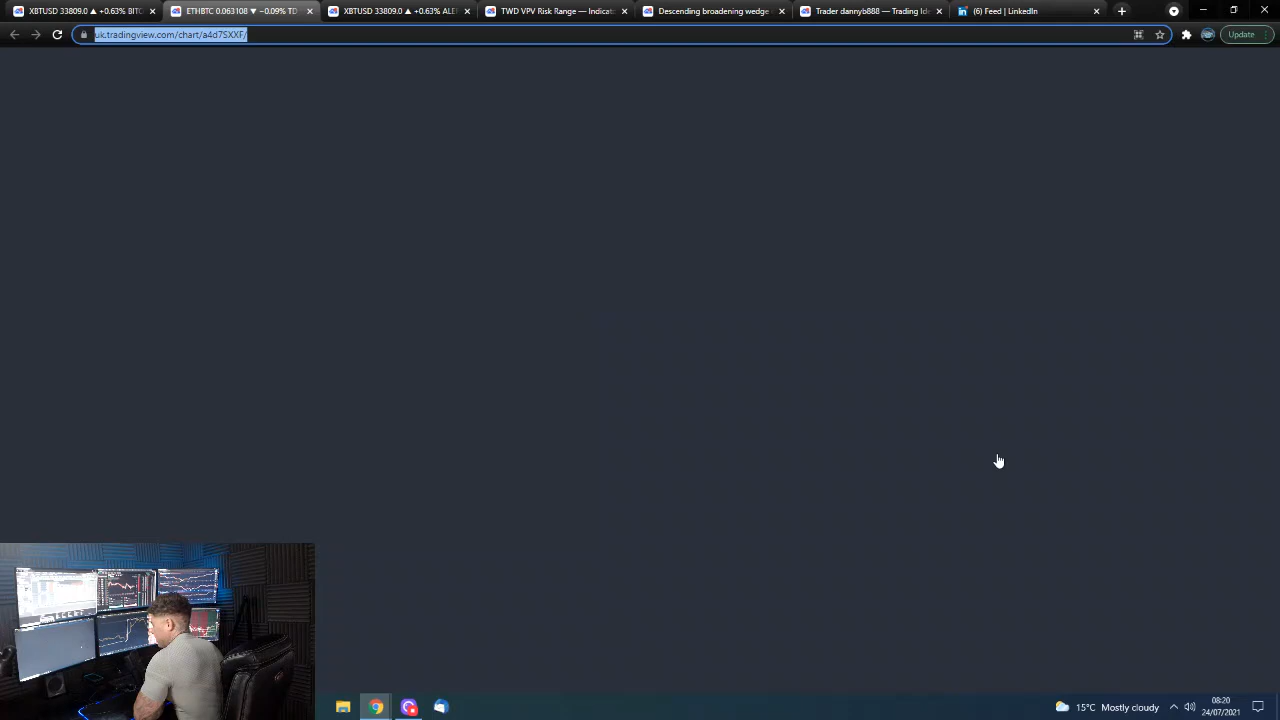 XBTUSD 33809.0 ▲ +0.63% BIT
ETHBTC 0.063108 ▼ −0.09% TD
XBTUSD 33809.0 ▲ +0.63% ALE
TWD VPV Risk Range — Indica
Descending broadening wedge
Trader dannyb888 — Trading Id
(6) Feed | LinkedIn
uk.tradingview.com/chart/a4d7SXXF/
Update
15°C Mostly cloudy
08:20
24/07/2021